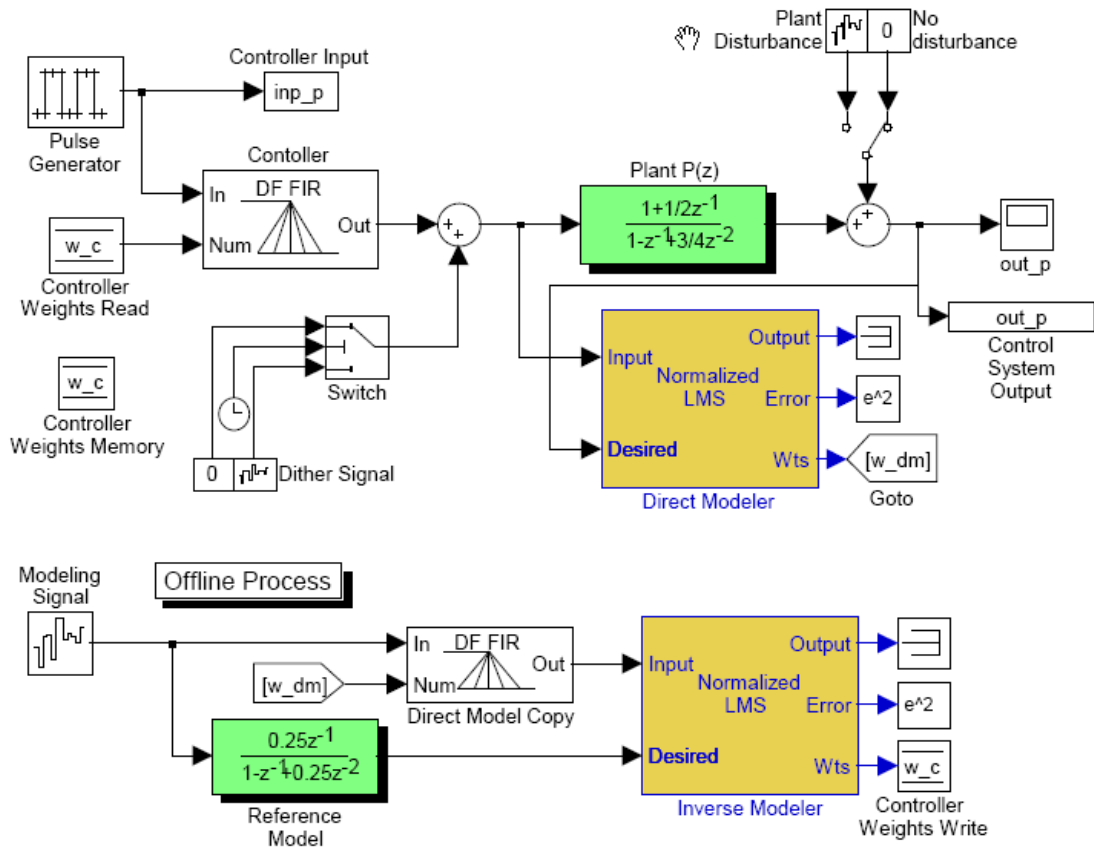 Plant
Disturbance
0
No
disturbance
Controller Input
inp_p
Pulse
Generator
Contoller
In
DF FIR
Out
Num
w_c
Controller
Weights Read
+
+
Plant P(z)
1+1/2z-1
1-z-1+3/4z-2
+
+
out_p
out_p
Control
System
Output
Switch
w_c
Controller
Weights Memory
0
Dither Signal
Input
Normalized
LMS
Desired
Output
Error
Wts
e^2
[w_dm]
Goto
Direct Modeler
Modeling
Signal
Offline Process
In
DF FIR
Out
Num
[w_dm]
Direct Model Copy
0.25z-1
1-z-1+0.25z-2
Reference
Model
Input
Normalized
LMS
Desired
Output
Error
Wts
e^2
w_c
Inverse Modeler
Controller
Weights Write